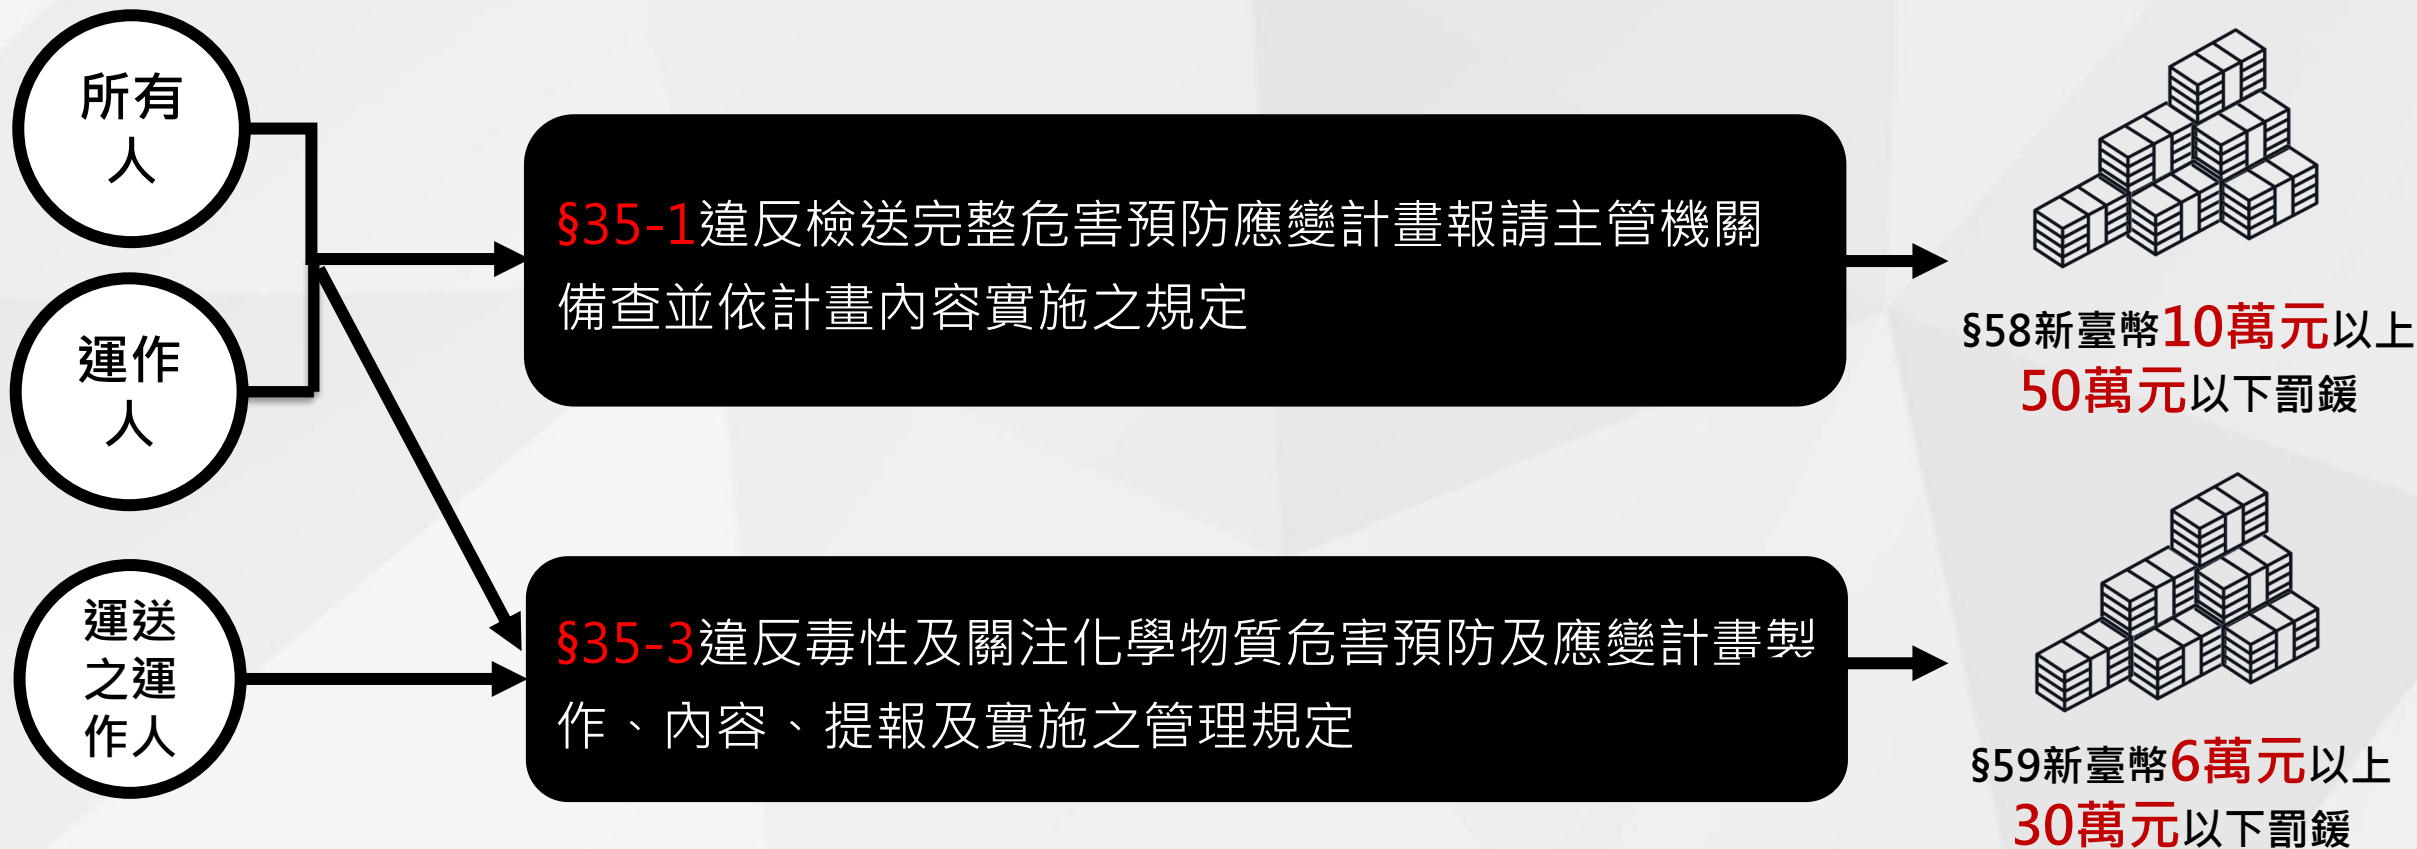 所有
人
運作
人
運送
之運
作人
§35-1違反檢送完整危害預防應變計畫報請主管機關
備查並依計畫內容實施之規定
§35-3違反毒性及關注化學物質危害預防及應變計畫製
作、內容、提報及實施之管理規定
§58新臺幣10萬元以上
50萬元以下罰鍰
§59新臺幣6萬元以上
30萬元以下罰鍰